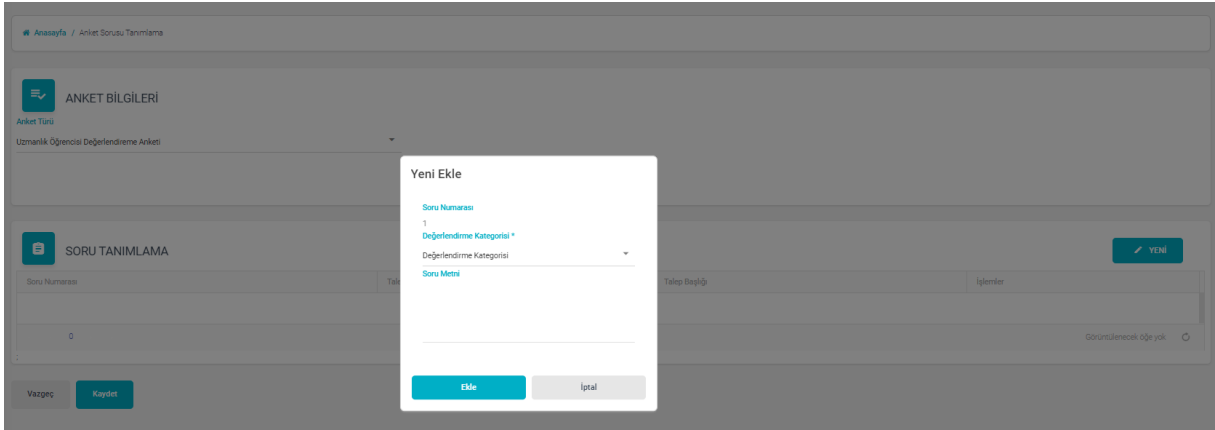 Anasayfa / Anket Sorusu Tanımlama
ANKET BİLGİLERİ
Anket Türü
Uzmanlık Öğrencisi Değerlendireme Anketi
Yeni Ekle
Soru Numarası
1
Değerlendirme Kategorisi *
Değerlendirme Kategorisi
Soru Metni
Ekle
İptal
SORU TANIMLAMA
YENİ
Soru Numarası
Tale
Talep Başlığı
İşlemler
0
Görüntülenecek öğe yok
:
Vazgeç
Kaydet